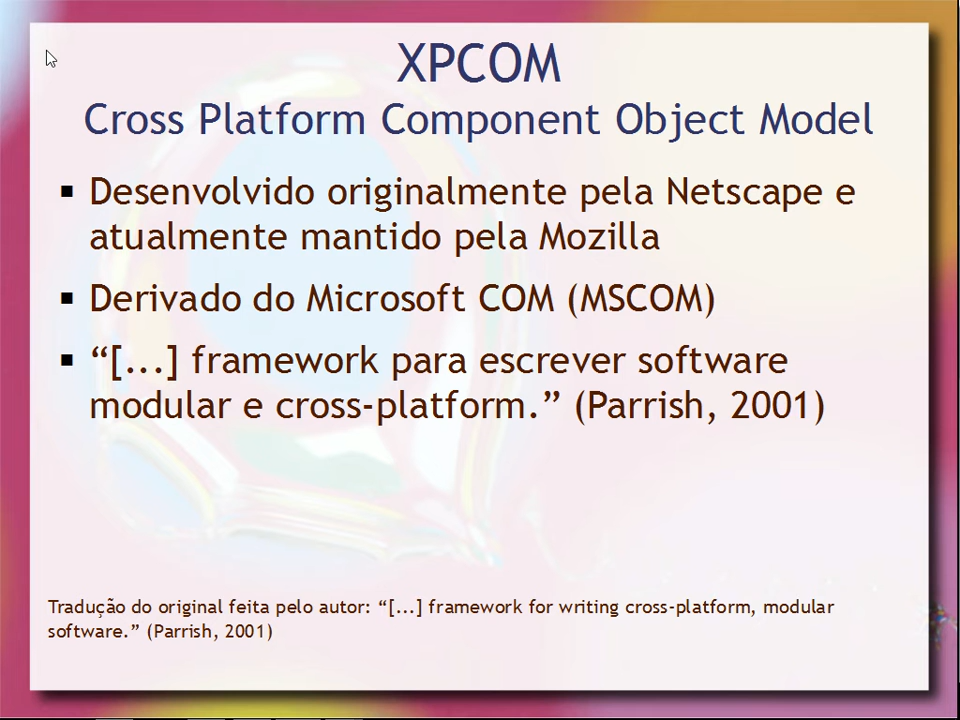 XPCOM
Cross Platform Component Object Model
▪ Desenvolvido originalmente pela Netscape e
atualmente mantido pela Mozilla
▪ Derivado do Microsoft COM (MSCOM)
▪ “[...] framework para escrever software
modular e cross-platform.” (Parrish, 2001)
Tradução do original feita pelo autor: “[...] framework for writing cross-platform, modular
software.” (Parrish, 2001)